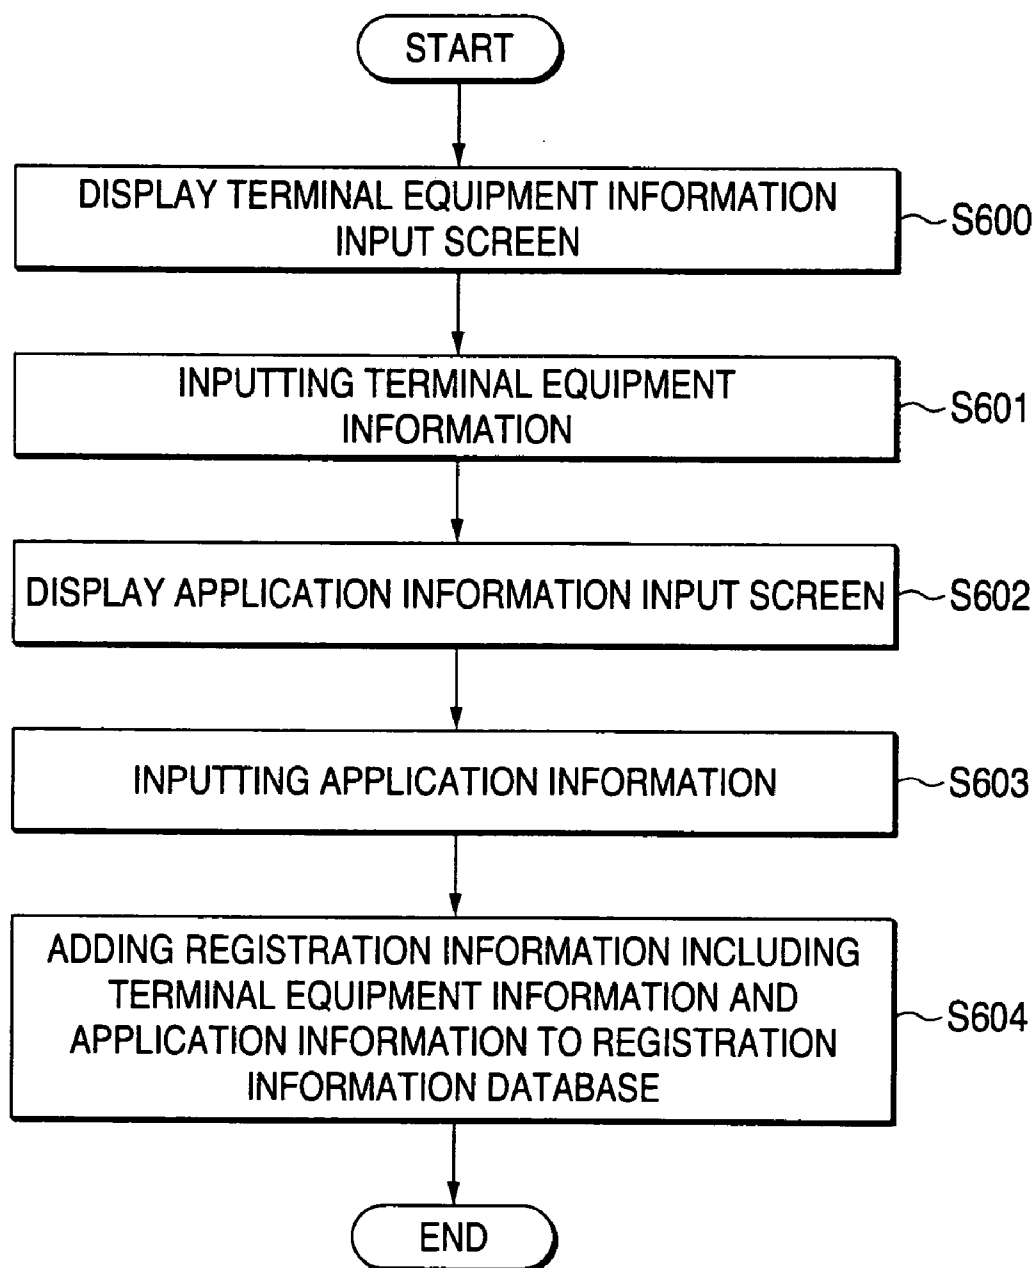 START
DISPLAY TERMINAL EQUIPMENT INFORMATION
INPUT SCREEN
S600
INPUTTING TERMINAL EQUIPMENT
INFORMATION
S601
DISPLAY APPLICATION INFORMATION INPUT SCREEN
S602
INPUTTING APPLICATION INFORMATION
S603
ADDING REGISTRATION INFORMATION INCLUDING
TERMINAL EQUIPMENT INFORMATION AND
APPLICATION INFORMATION TO REGISTRATION
INFORMATION DATABASE
S604
END